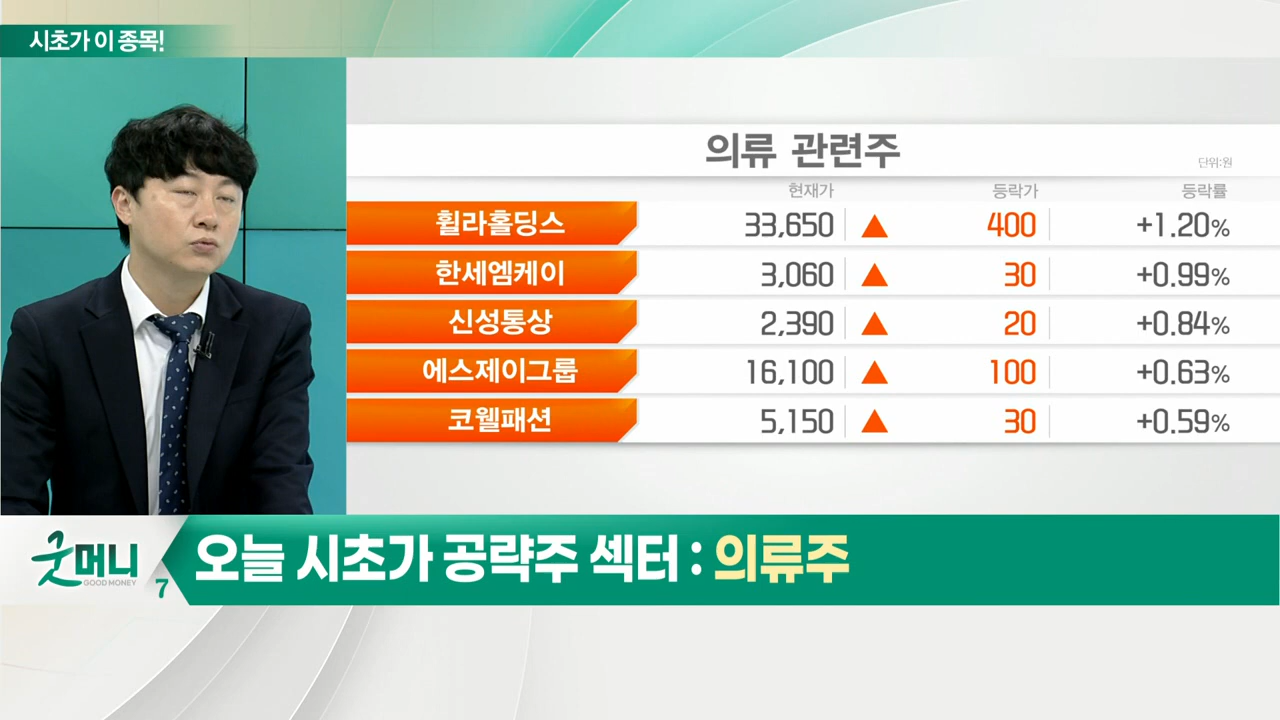 시초가 이 종목!
의류 관련주
단위:원
현재가 등락가 등락률
휠라홀딩스 33,650 ▲ 400 +1.20%
한세엠케이 3,060 ▲ 30 +0.99%
신성통상 2,390 ▲ 20 +0.84%
에스제이그룹 16,100 ▲ 100 +0.63%
코웰패션 5,150 ▲ 30 +0.59%
굿머니
GOOD MONEY
7
오늘 시초가 공략주 섹터 : 의류주